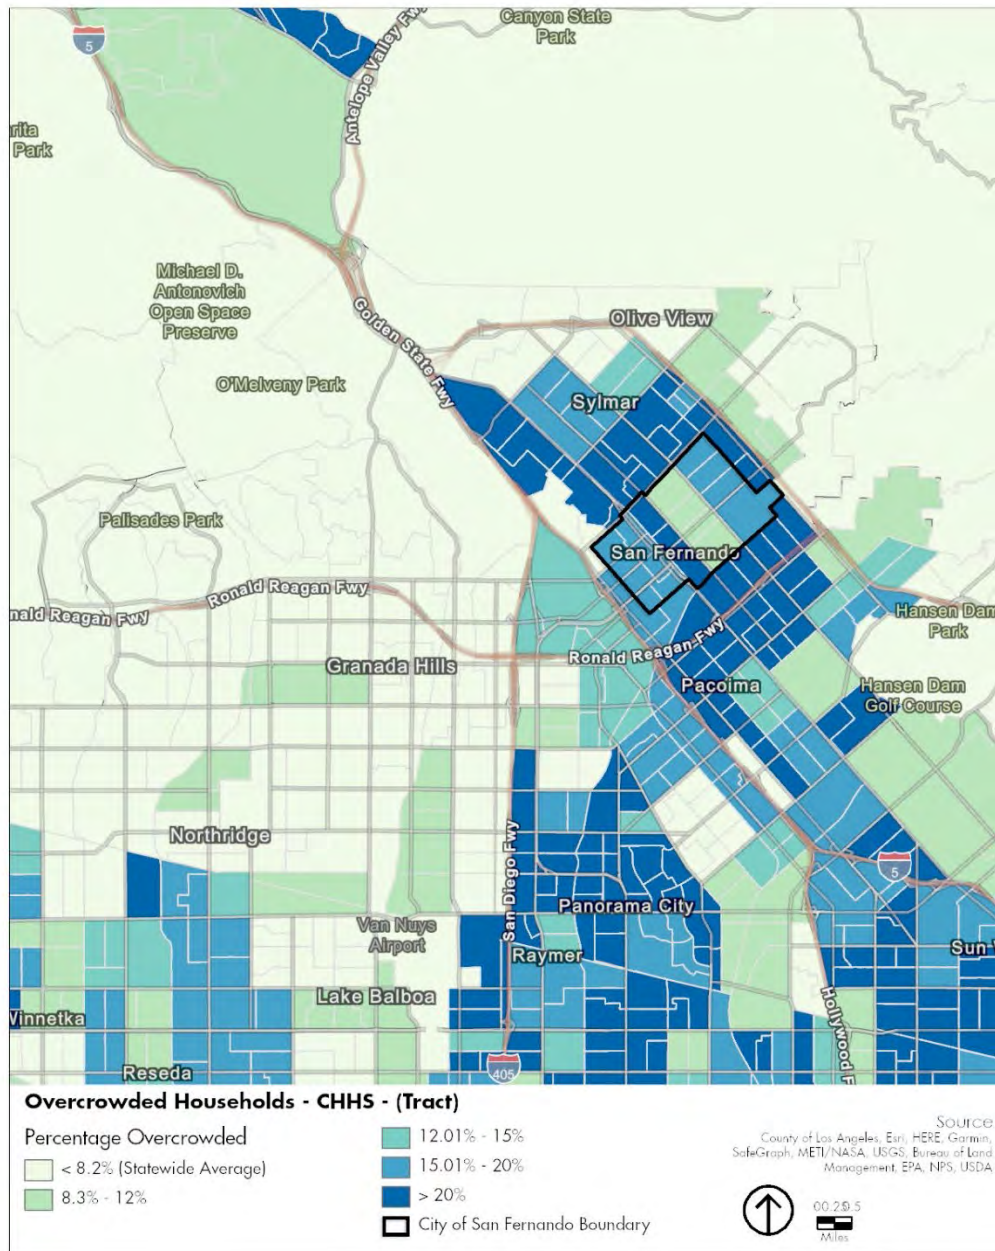 Canyon State
Park
5
Antelope Valley Fwy
rita
Park
Michael D.
Antonovich
Open Space
Preserve
Golden State Fwy
Olive View
O'Melveny Park
Sylmar
Palisades Park
San Fernando
Ronald Reagan Fwy
nald Reagan Fwy
Hansen Dam
Park
Ronald Reagan Fwy
Granada Hills
Pacoima
Hansen Dam
Golf Course
Northridge
San Diego Fwy
5
Panorama City
Van Nuys
Airport
Raymer
Sun V
Lake Balboa
Winnetka
Hollywood F
Reseda
405
Overcrowded Households - CHHS - (Tract)
Percentage Overcrowded
< 8.2% (Statewide Average)
8.3% - 12%
12.01% - 15%
15.01% - 20%
> 20%
City of San Fernando Boundary
Source
County of Los Angeles, Esri, HERE, Garmin,
SafeGraph, METI/NASA, USGS, Bureau of Land
Management, EPA, NPS, USDA
Miles